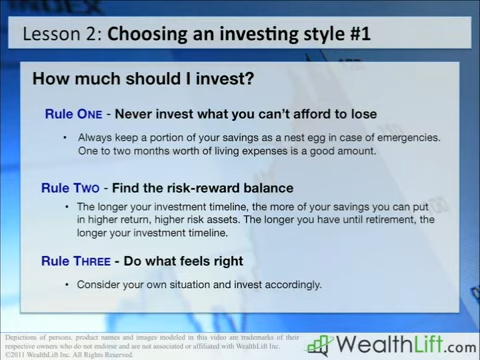 Lesson 2: Choosing an investing style #1
How much should I invest?
Rule One - Never invest what you can't afford to lose
• Always keep a portion of your savings as a nest egg in case of emergencies.
One to two months worth of living expenses is a good amount.
Rule Two - Find the risk-reward balance
• The longer your investment timeline, the more of your savings you can put
in higher return, higher risk assets. The longer you have until retirement, the
longer your investment timeline.
Rule Three - Do what feels right
• Consider your own situation and invest accordingly.
Depictions of persons, product names and images modeled in this video are trademarks of their
respective owners who do not endorse and are not associated or affiliated with WealthLift Inc.
©2011 WealthLift Inc. All Rights Reserved.
WealthLift.com